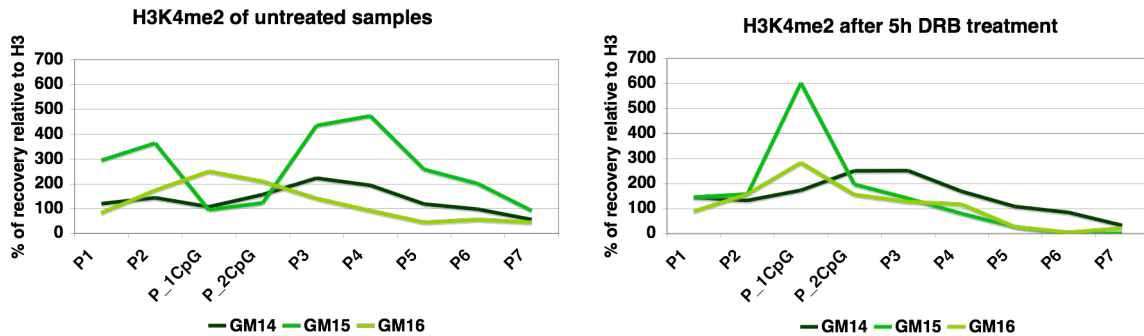 H3K4me2 of untreated samples
% of recovery relative to H3
700
600
500
400
300
200
100
0
P1
P2
P_1CpG
P_2CpG
P3
P4
P5
P6
P7
GM14 GM15 GM16
H3K4me2 after 5h DRB treatment
% of recovery relative to H3
700
600
500
400
300
200
100
0
P1
P2
P_1CpG
P_2CpG
P3
P4
P5
P6
P7
GM14 GM15 GM16